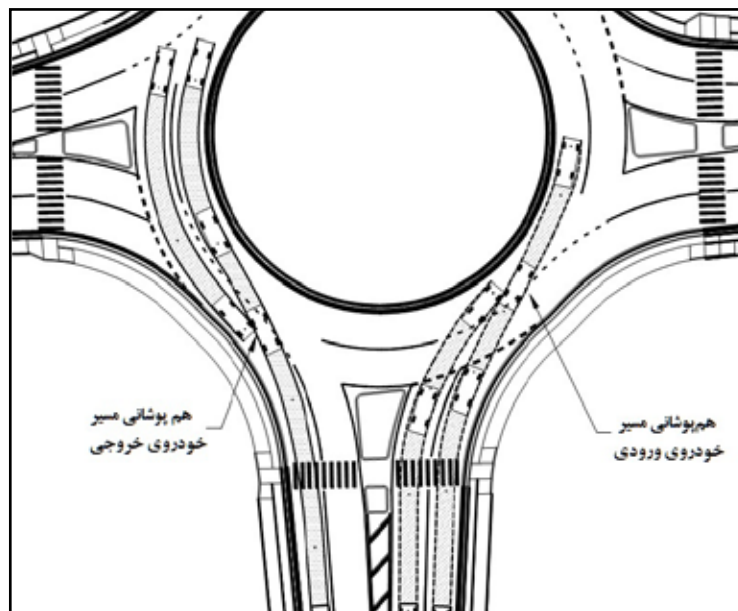 هم پوشانی مسیر
خودروی خروجی
هم‌پوشانی مسیر
خودروی ورودی